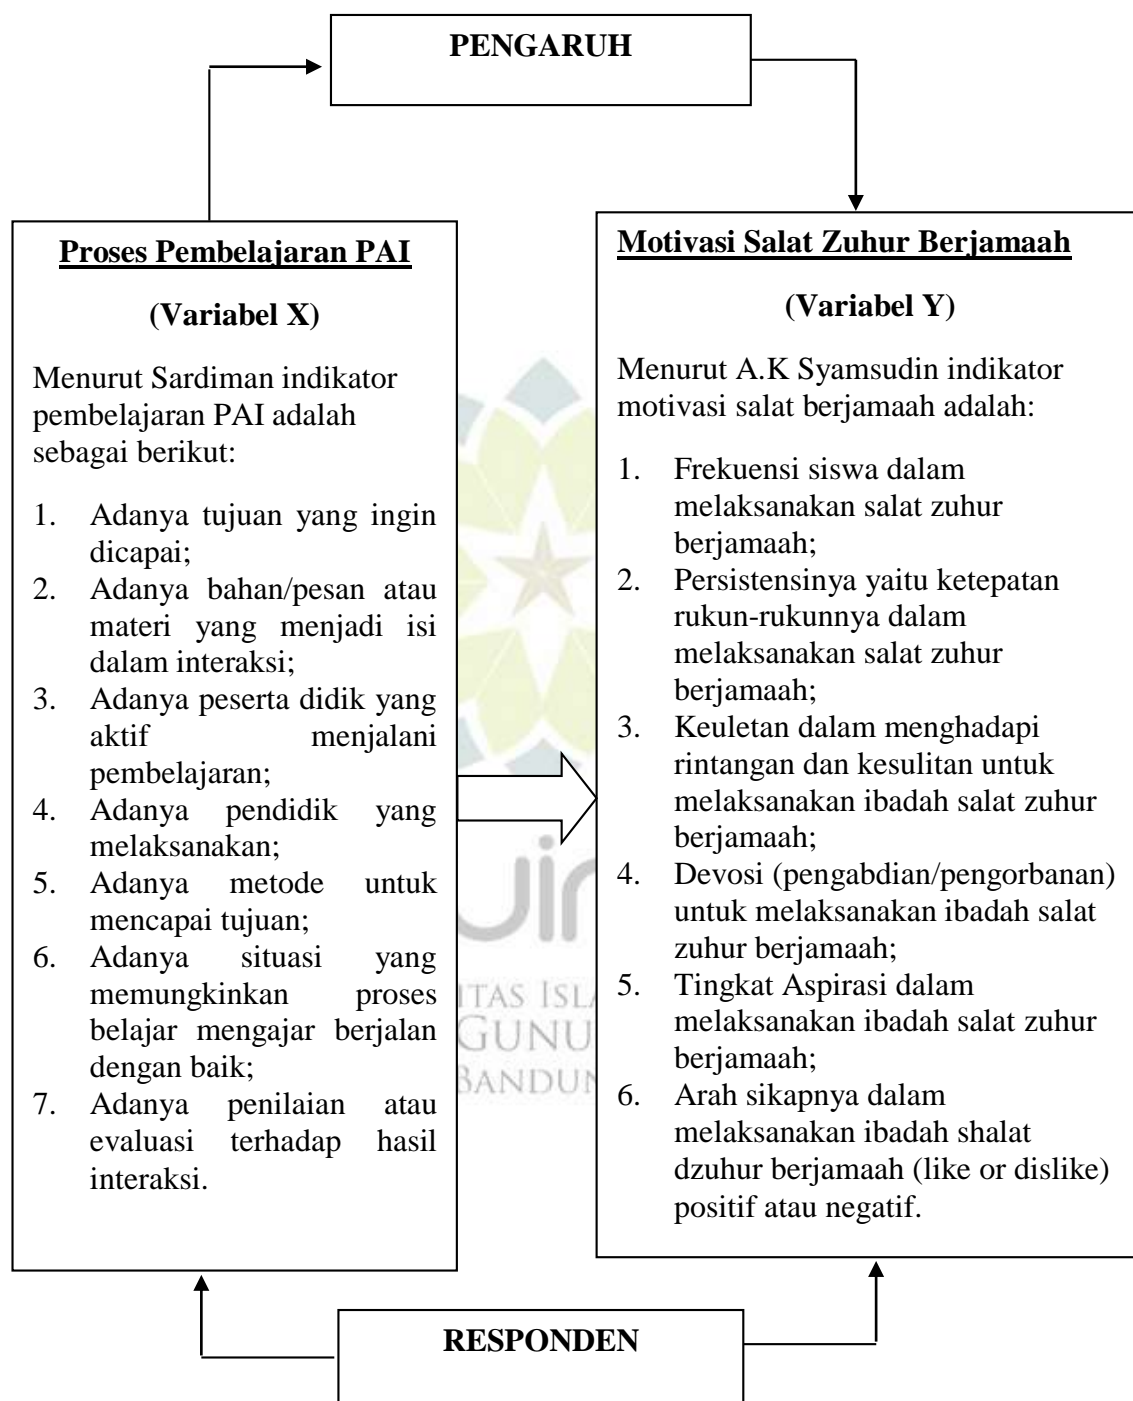 PENGARUH
Proses Pembelajaran PAI
(Variabel X)
Menurut Sardiman indikator
pembelajaran PAI adalah
sebagai berikut:
1. Adanya tujuan yang ingin
dicapai;
2. Adanya bahan/pesan atau
materi yang menjadi isi
dalam interaksi;
3. Adanya peserta didik yang
aktif menjalani
pembelajaran;
4. Adanya pendidik yang
melaksanakan;
5. Adanya metode untuk
mencapai tujuan;
6. Adanya situasi yang
memungkinkan proses
belajar mengajar berjalan
dengan baik;
7. Adanya penilaian atau
evaluasi terhadap hasil
interaksi.
Motivasi Salat Zuhur Berjamaah
(Variabel Y)
Menurut A.K Syamsudin indikator
motivasi salat berjamaah adalah:
1. Frekuensi siswa dalam
melaksanakan salat zuhur
berjamaah;
2. Persistensinya yaitu ketepatan
rukun-rukunnya dalam
melaksanakan salat zuhur
berjamaah;
3. Keuletan dalam menghadapi
rintangan dan kesulitan untuk
melaksanakan ibadah salat zuhur
berjamaah;
4. Devosi (pengabdian/pengorbanan)
untuk melaksanakan ibadah salat
zuhur berjamaah;
5. Tingkat Aspirasi dalam
melaksanakan ibadah salat zuhur
berjamaah;
6. Arah sikapnya dalam
melaksanakan ibadah shalat
dzuhur berjamaah (like or dislike)
positif atau negatif.
RESPONDEN